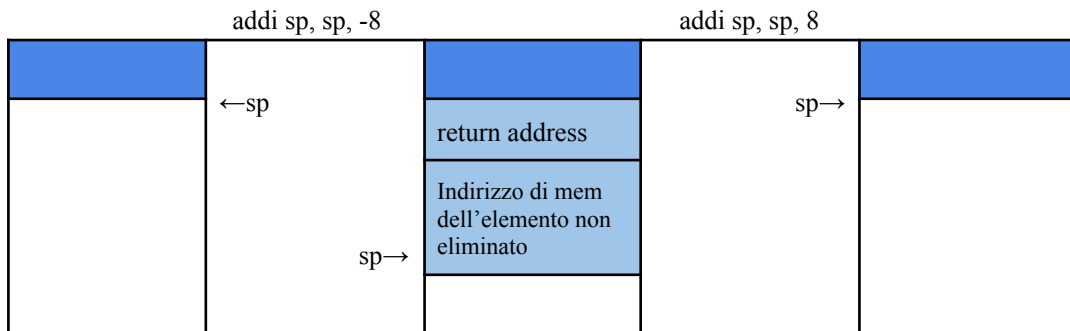 addi sp, sp, -8
addi sp, sp, 8
←sp
sp→
return address
Indirizzo di mem
dell’elemento non
eliminato
sp→